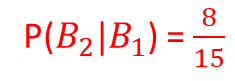 P(B₂|B₁) = 8/15